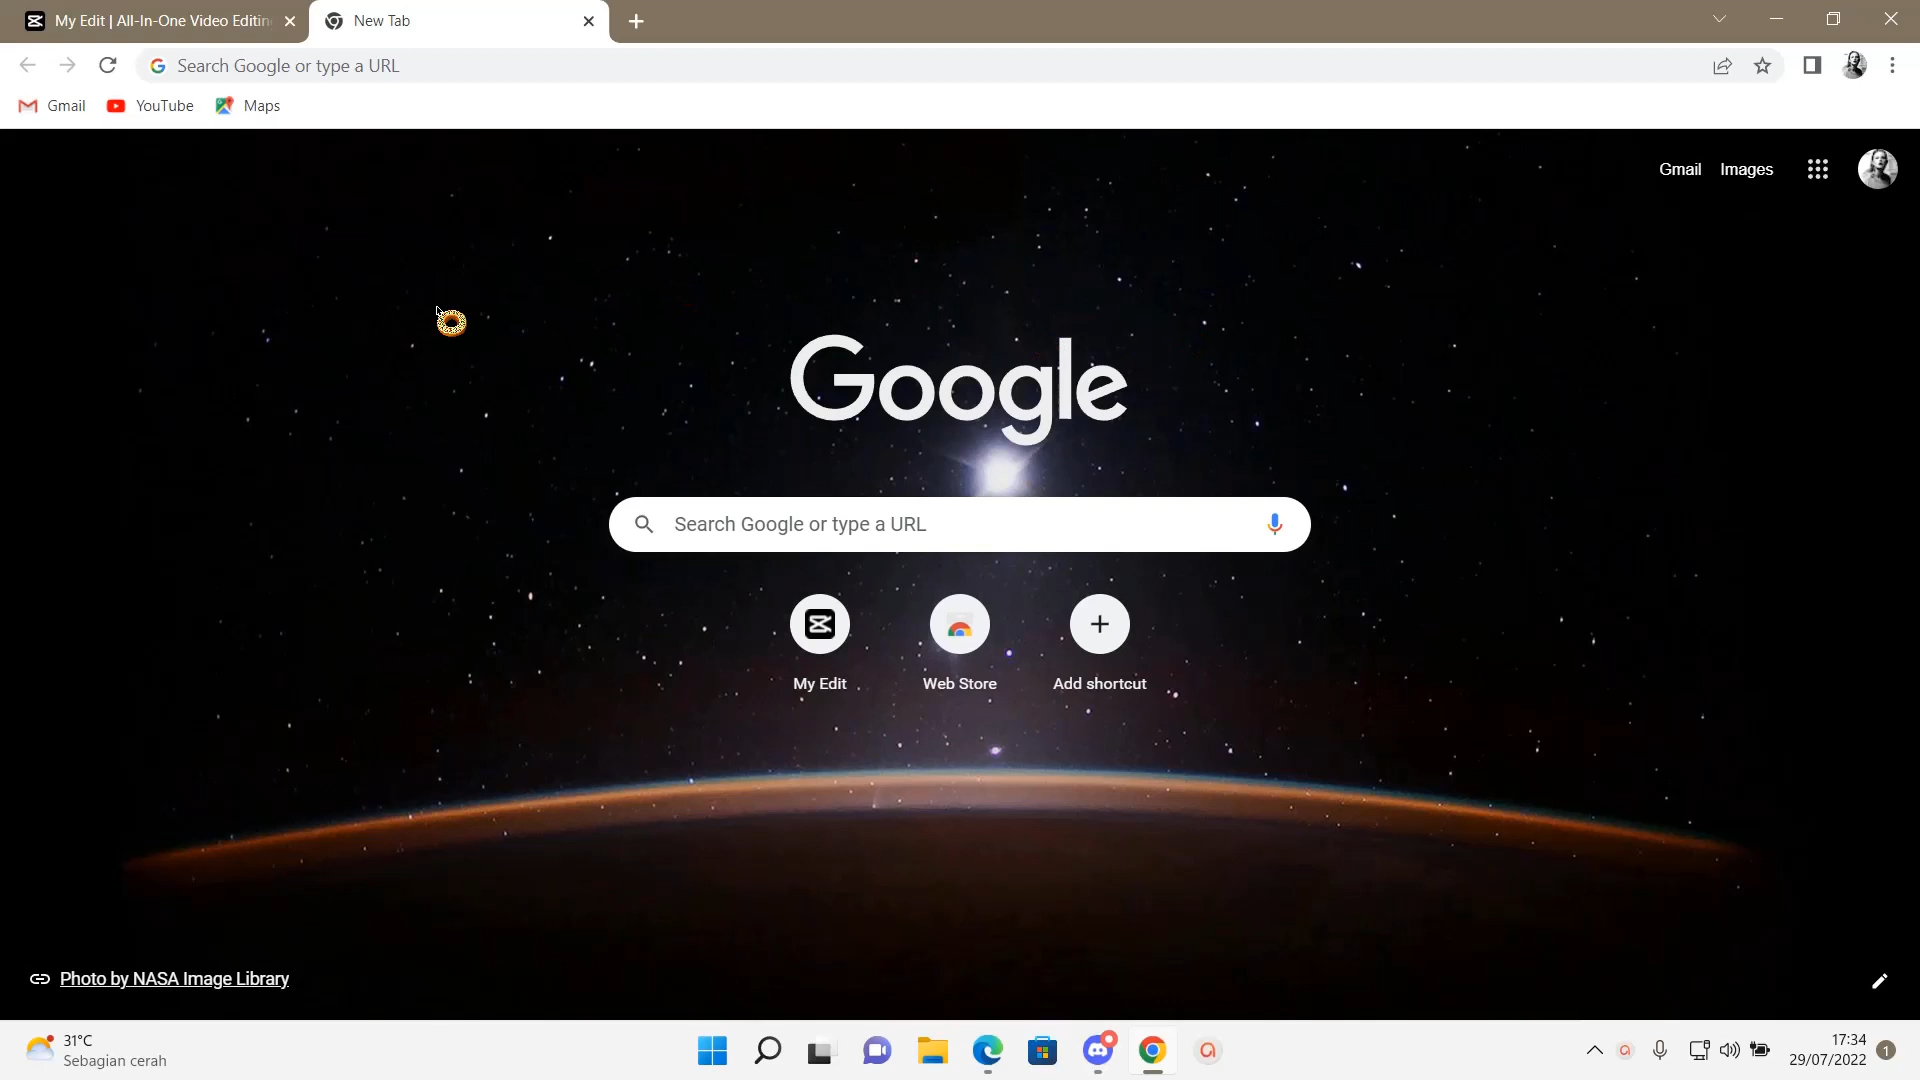 My Edit | All-In-One Video Editin
New Tab
Search Google or type a URL
Gmail
YouTube
Maps
Gmail
Images
Google
Search Google or type a URL
My Edit
Web Store
Add shortcut
Photo by NASA Image Library
31°C
Sebagian cerah
17:34
29/07/2022
1